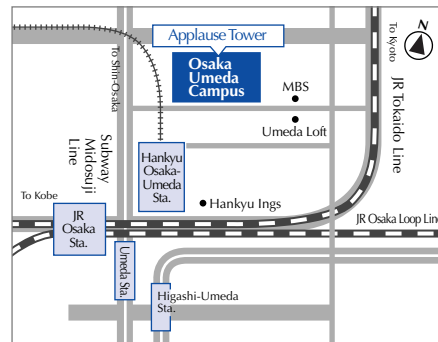 Applause Tower
Osaka
Umeda
Campus
To Shin-Osaka
To Kyoto
N
JR Tokaido Line
MBS
Umeda Loft
Subway
Midosuji
Line
Hankyu
Osaka-
Umeda
Sta.
To Kobe
Hankyu Ings
JR
Osaka
Sta.
JR Osaka Loop Line
Umeda Sta.
Higashi-Umeda
Sta.